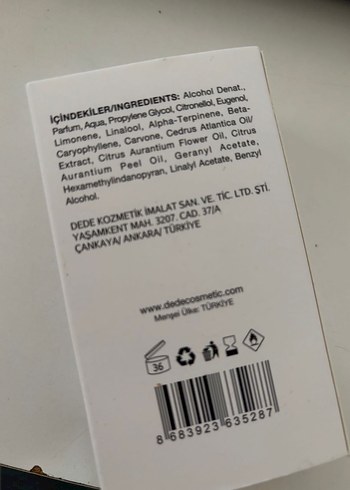 İÇİNDEKİLER/INGREDIENTS: Alcohol Denat.,
Parfum, Aqua, Propylene Glycol, Citronellol, Eugenol,
Limonene, Linalool, Alpha-Terpinene, Beta-
Caryophyllene, Carvone, Cedrus Atlantica Oil/
Extract, Citrus Aurantium Flower Oil, Citrus
Aurantium Peel Oil, Geranyl Acetate,
Hexamethylindanopyran, Linalyl Acetate, Benzyl
Alcohol.
DEDE KOZMETİK İMALAT SAN. VE. TİC. LTD. ŞTİ.
YAŞAMKENT MAH. 3207. CAD. 37/A
ÇANKAYA/ ANKARA/ TÜRKİYE
www.dedecosmetic.com
Menşei Ülke: TÜRKİYE
36
8 683923 635287